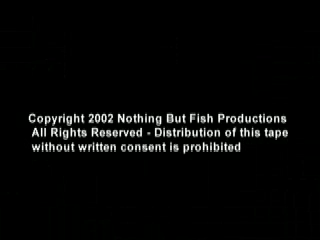 Copyright 2002 Nothing But Fish Productions
All Rights Reserved - Distribution of this tape
without written consent is prohibited